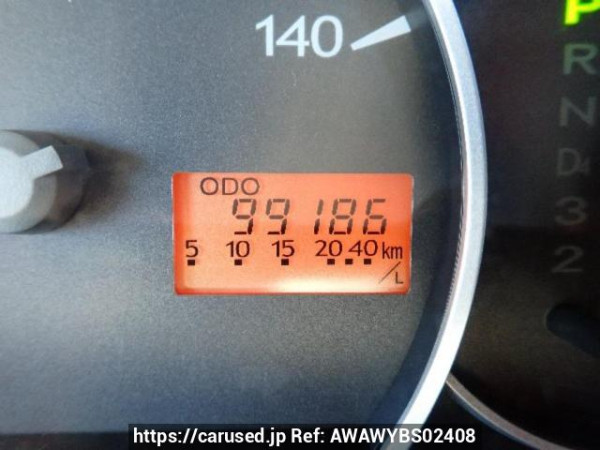 140
P
R
N
D4
3
2
ODO
99186
5 10 15 20 40 km/L
https://carused.jp Ref: AWAWYBS02408